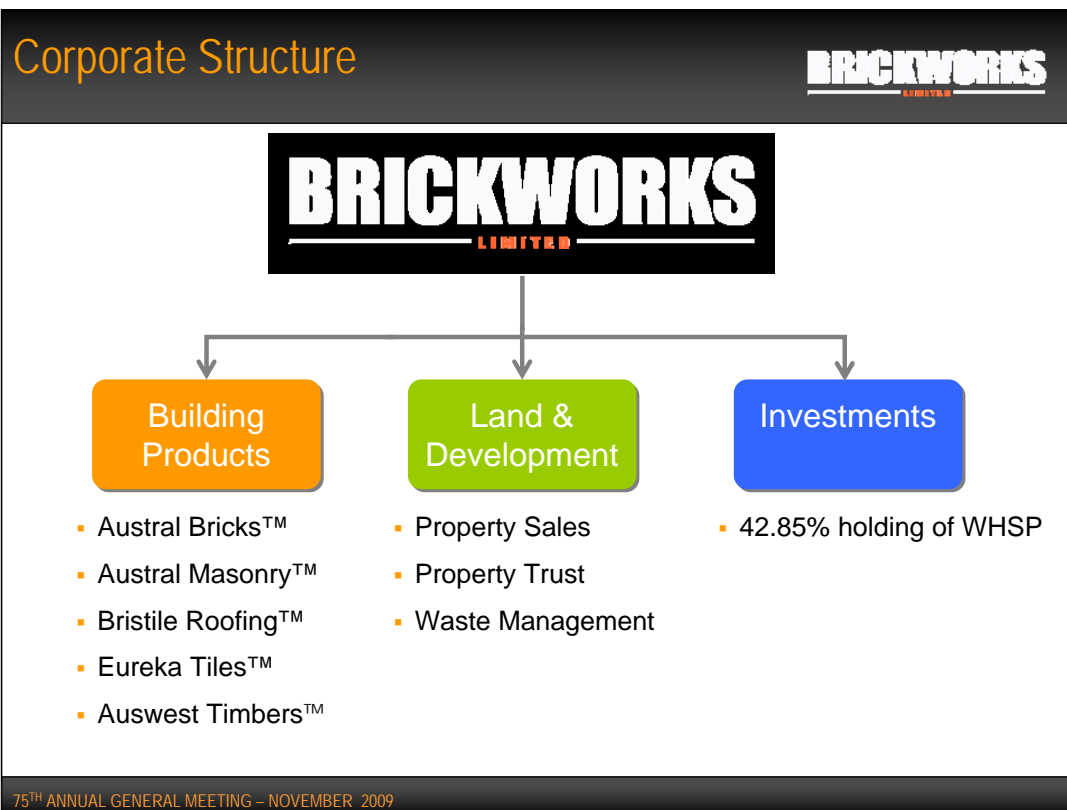 Corporate Structure
BRICKWORKS
LIMITED
BRICKWORKS
LIMITED
Building
Products
Land &
Development
Investments
▪ Austral Bricks™
▪ Austral Masonry™
▪ Bristile Roofing™
▪ Eureka Tiles™
▪ Auswest Timbers™
▪ Property Sales
▪ Property Trust
▪ Waste Management
▪ 42.85% holding of WHSP
75TH ANNUAL GENERAL MEETING – NOVEMBER 2009